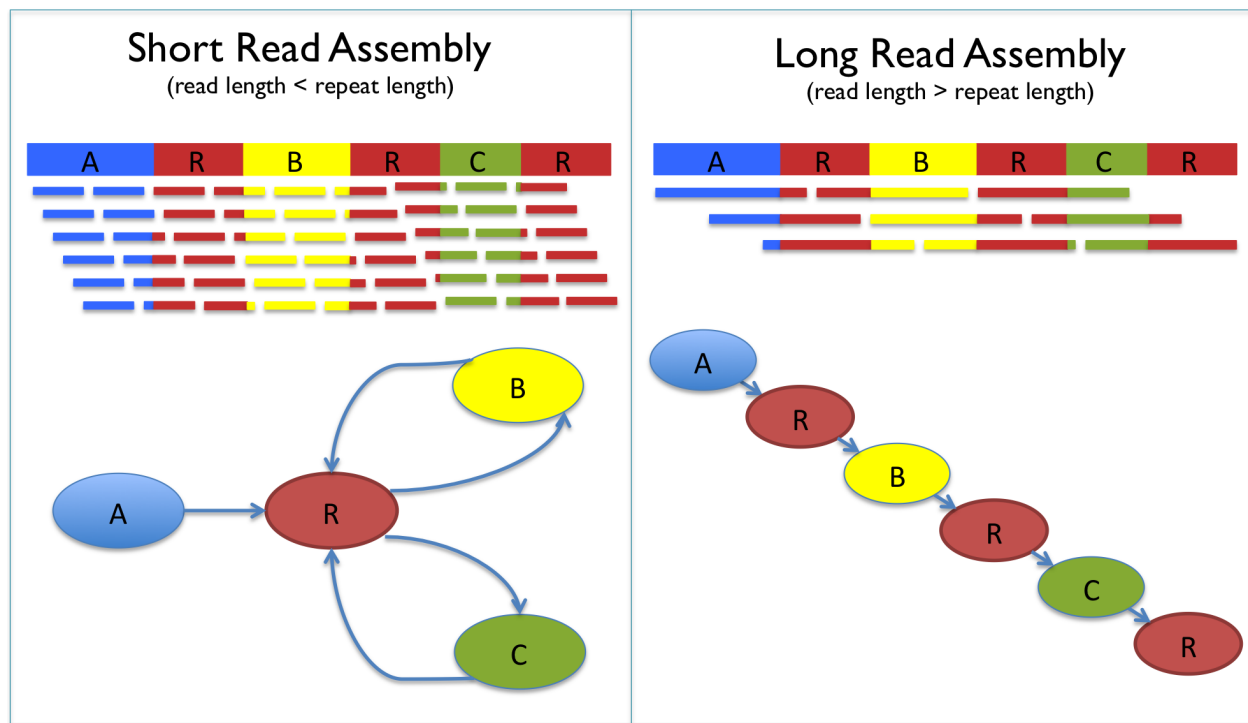 Short Read Assembly
(read length < repeat length)
A R B R C R
B
A
R
C
Long Read Assembly
(read length > repeat length)
A R B R C R
A
R
B
R
C
R